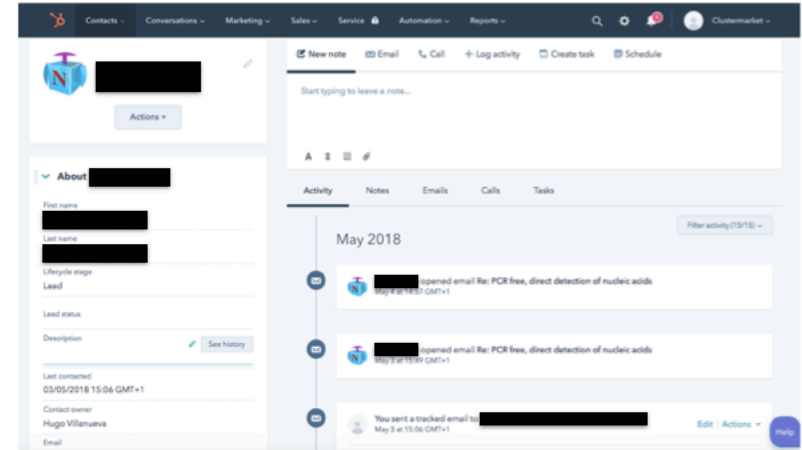 Contacts Conversations Marketing Sales Service Automation Reports Clustermarket
N
Actions
About
First name
Last name
Lifecycle stage
Lead
Lead status
Description
See history
Last contacted
03/05/2018 15:06 GMT+1
Contact owner
Hugo Villanueva
Email
New note Email Call + Log activity Create task Schedule
Start typing to leave a note...
A
Activity Notes Emails Calls Tasks
Filter activity (15/15)
May 2018
N
opened email Re: PCR free, direct detection of nucleic acids
May 4 at 14:57 GMT+1
N
opened email Re: PCR free, direct detection of nucleic acids
May 3 at 15:49 GMT+1
You sent a tracked email to
May 3 at 15:06 GMT+1
Edit | Actions
Help